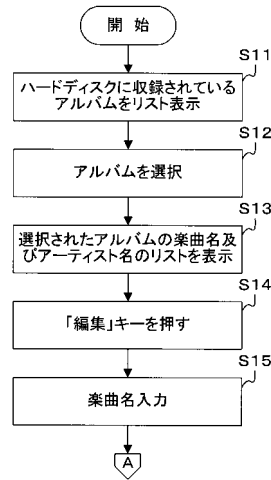 開 始
S11
ハードディスクに収録されている
アルバムをリスト表示
S12
アルバムを選択
S13
選択されたアルバムの楽曲名及
びアーティスト名のリストを表示
S14
「編集」キーを押す
S15
楽曲名入力
A